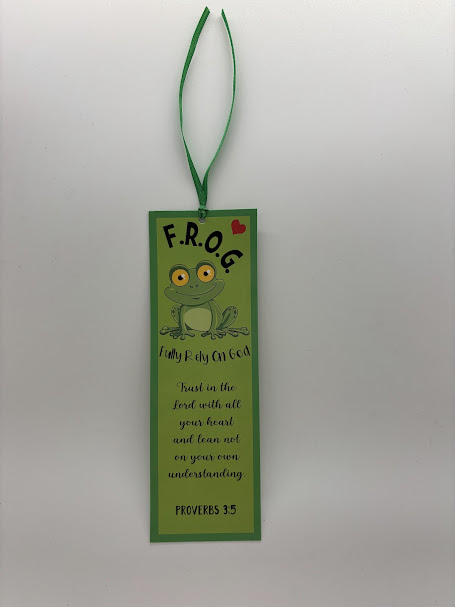 F.R.O.G.
Fully Rely On God
Trust in the
Lord with all
your heart
and lean not
on your own
understanding.
PROVERBS 3:5